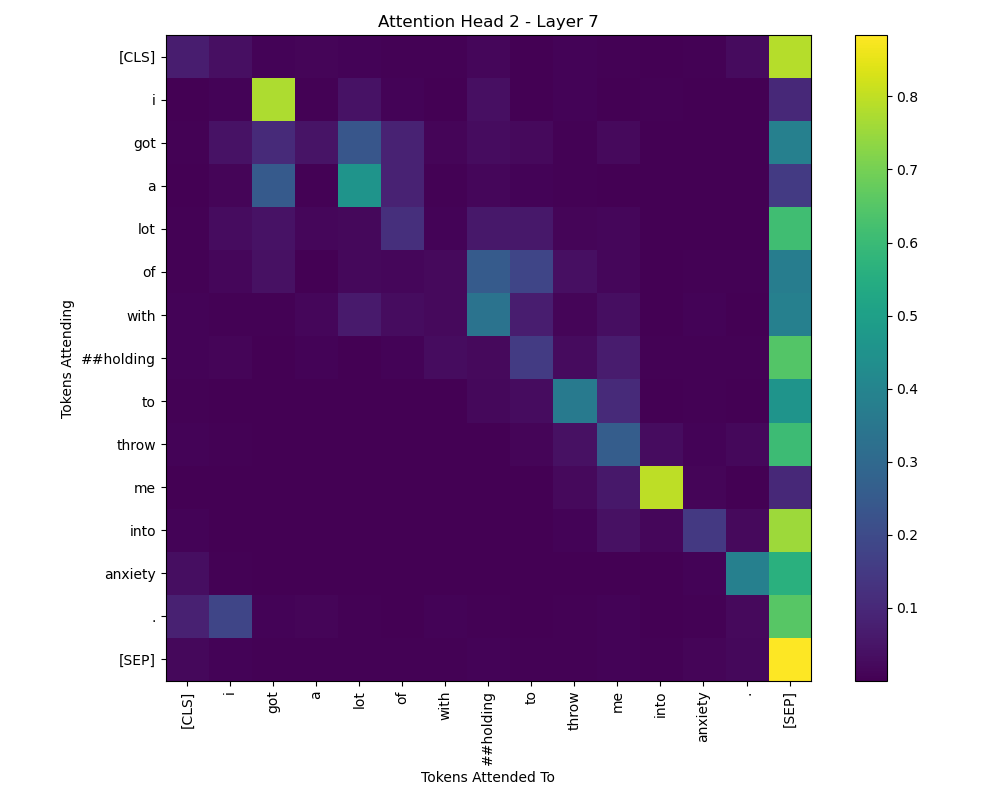 Attention Head 2 - Layer 7
Tokens Attending
[CLS]
i
got
a
lot
of
with
##holding
to
throw
me
into
anxiety
.
[SEP]
[CLS]
i
got
a
lot
of
with
##holding
to
throw
me
into
anxiety
.
[SEP]
Tokens Attended To
0.8
0.7
0.6
0.5
0.4
0.3
0.2
0.1